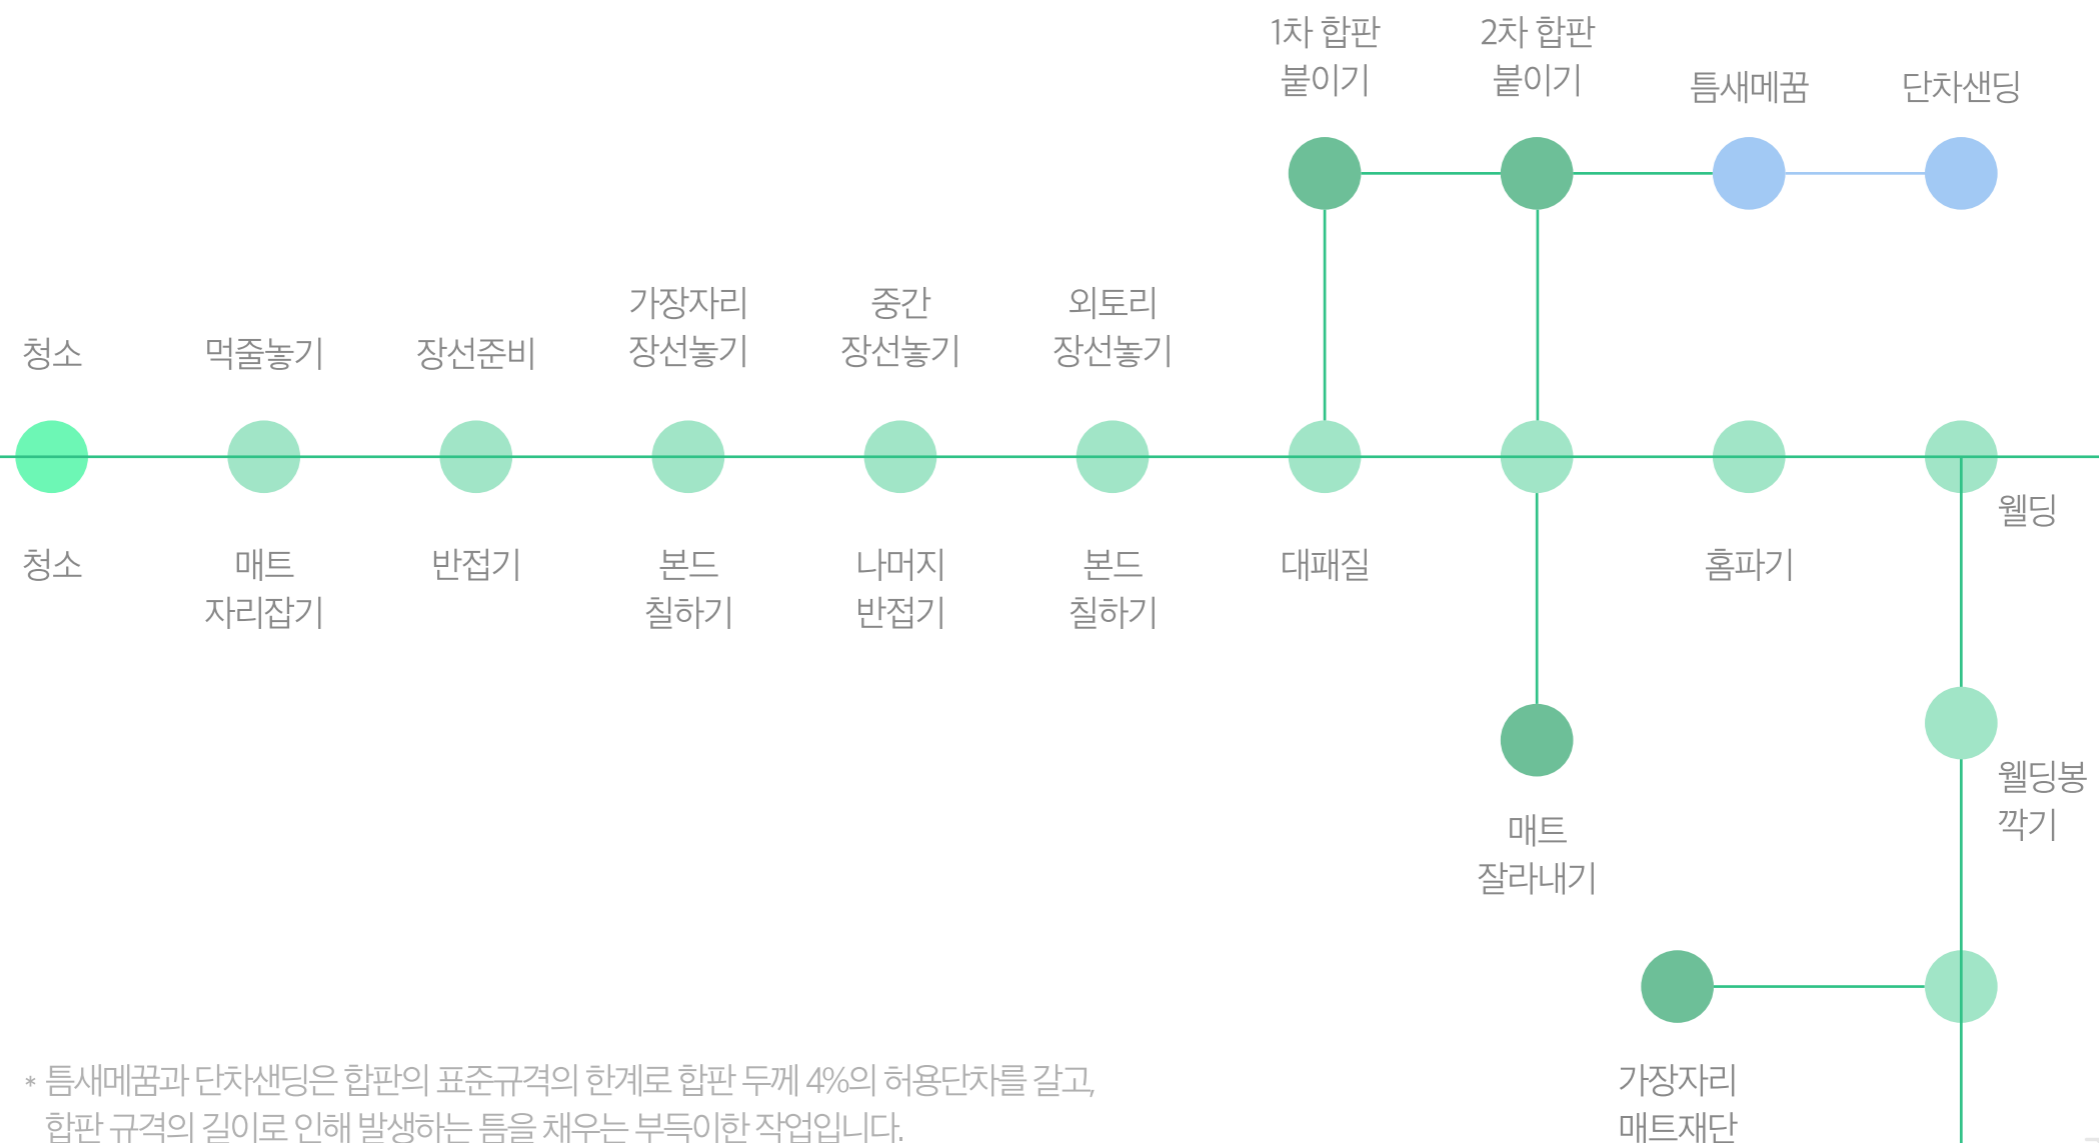 1차 합판
붙이기
2차 합판
붙이기
틈새메꿈
단차샌딩
청소
먹줄놓기
장선준비
가장자리
장선놓기
중간
장선놓기
외토리
장선놓기
청소
매트
자리잡기
반접기
본드
칠하기
나머지
반접기
본드
칠하기
대패질
홈파기
웰딩
웰딩봉
깍기
매트
잘라내기
가장자리
매트재단
* 틈새메꿈과 단차샌딩은 합판의 표준규격의 한계로 합판 두께 4%의 허용단차를 갈고,
합판 규격의 길이로 인해 발생하는 틈을 채우는 부득이한 작업입니다.